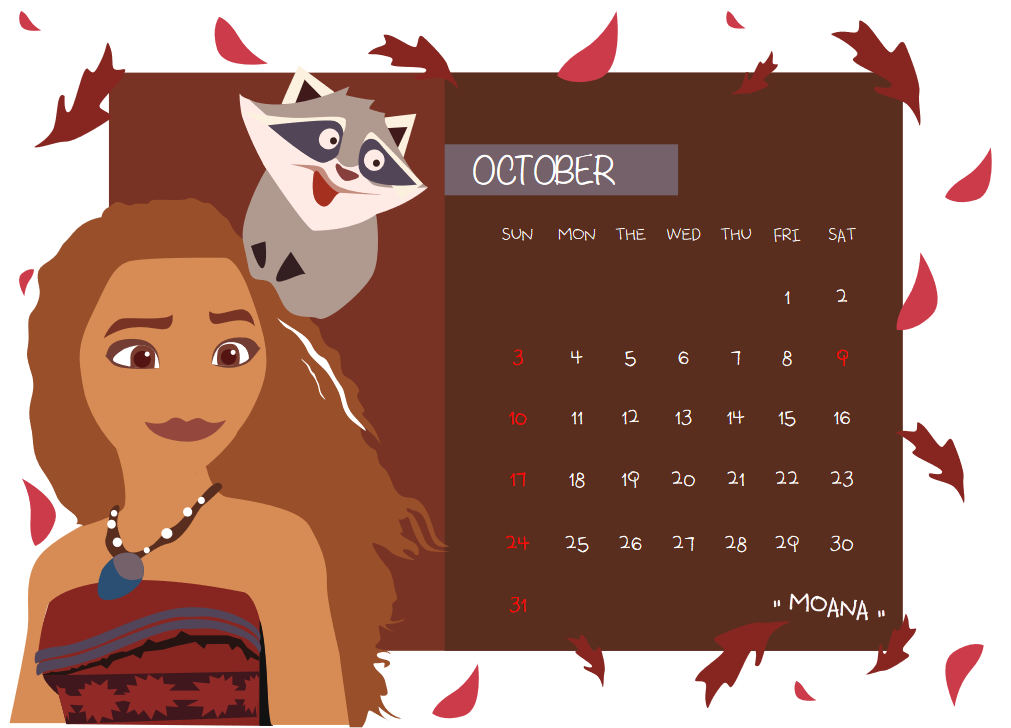 OCTOBER
SUN MON THE WED THU FRI SAT
1 2
3 4 5 6 7 8 9
10 11 12 13 14 15 16
17 18 19 20 21 22 23
24 25 26 27 28 29 30
31
" MOANA "